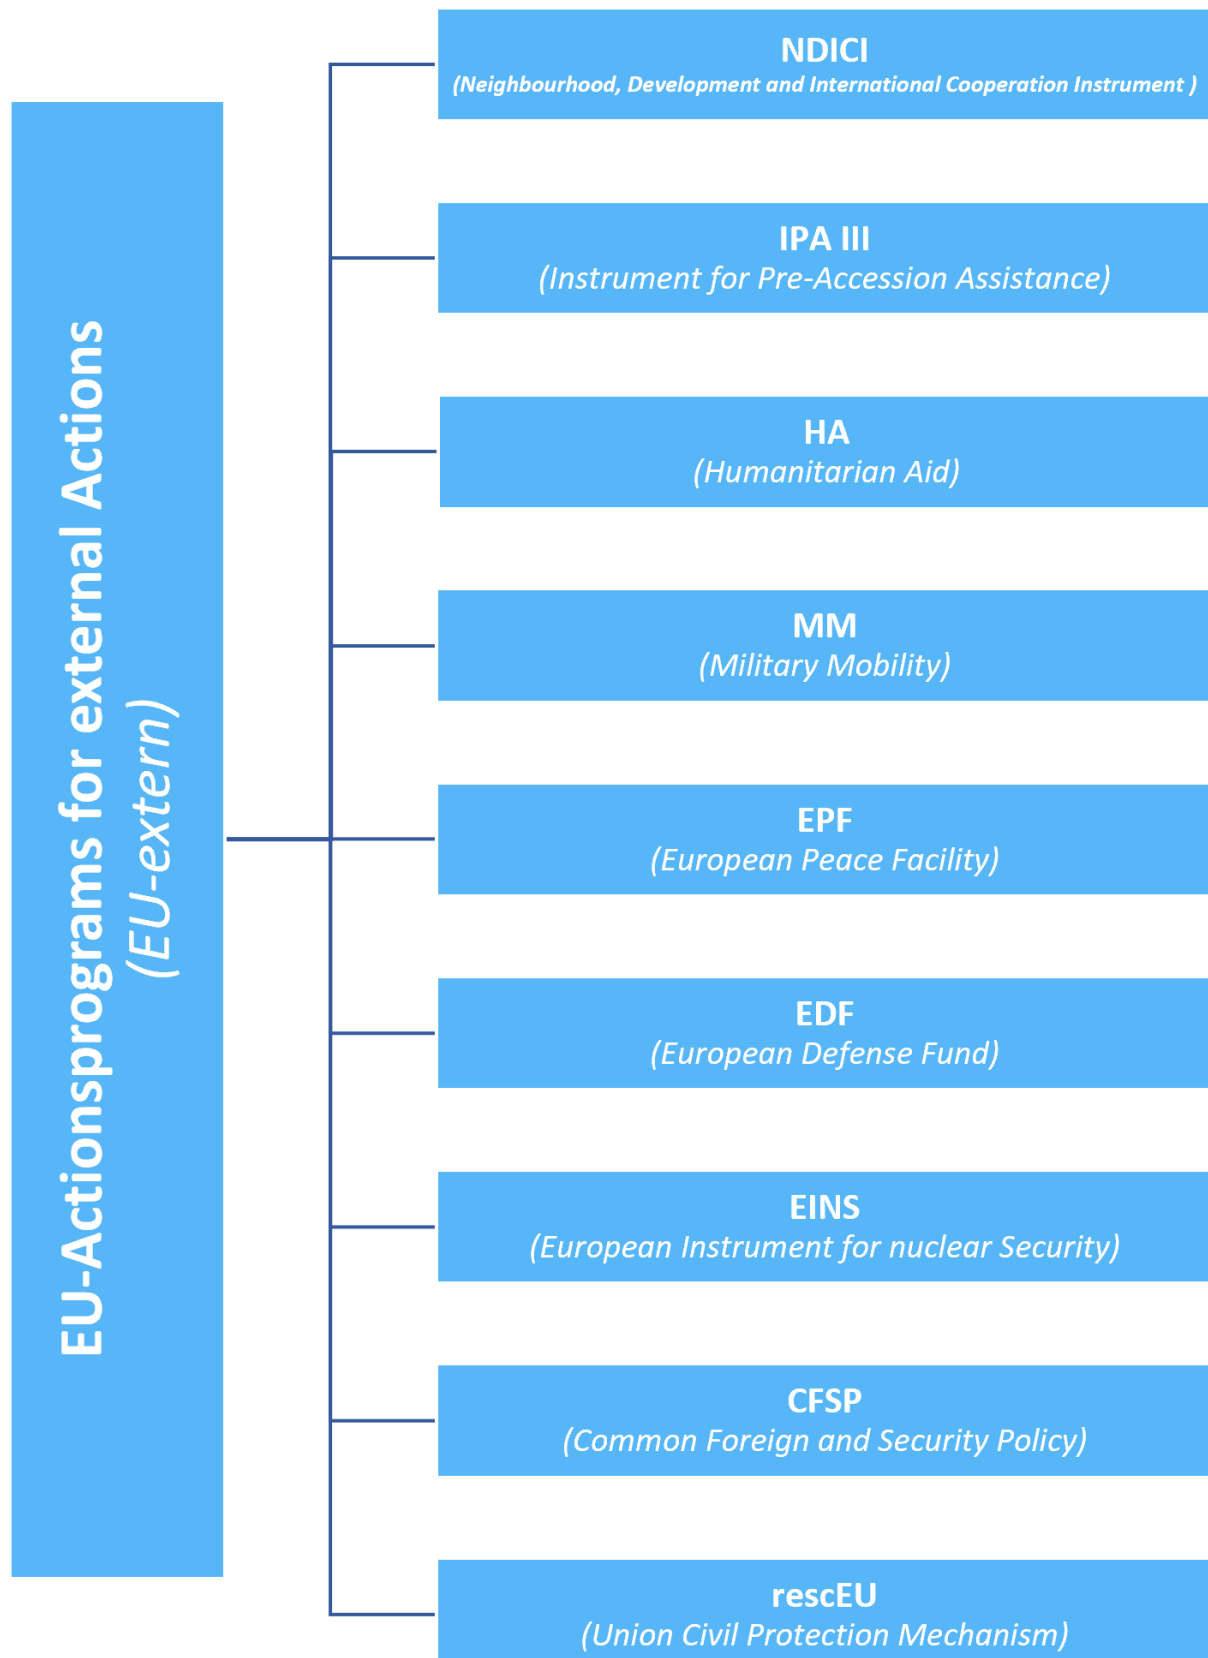 EU-Actionsprograms for external Actions
(EU-extern)
NDICI
(Neighbourhood, Development and International Cooperation Instrument )
IPA III
(Instrument for Pre-Accession Assistance)
HA
(Humanitarian Aid)
MM
(Military Mobility)
EPF
(European Peace Facility)
EDF
(European Defense Fund)
EINS
(European Instrument for nuclear Security)
CFSP
(Common Foreign and Security Policy)
rescEU
(Union Civil Protection Mechanism)